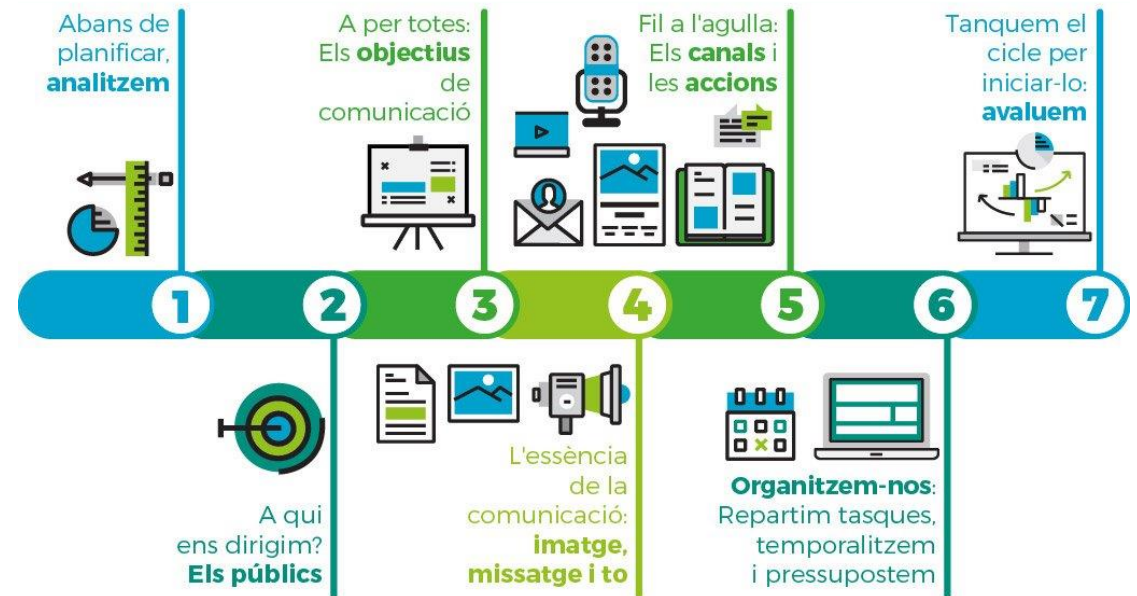 Abans de
planificar,
analitzem
A per totes:
Els objectius
de
comunicació
Fil a l'agulla:
Els canals i
les accions
Tanquem el
cicle per
iniciar-lo:
avaluem
1
2
3
4
5
6
7
A qui
ens dirigim?
Els públics
L'essència
de la
comunicació:
imatge,
missatge i to
Organitzem-nos:
Repartim tasques,
temporalitzem
i pressupostem